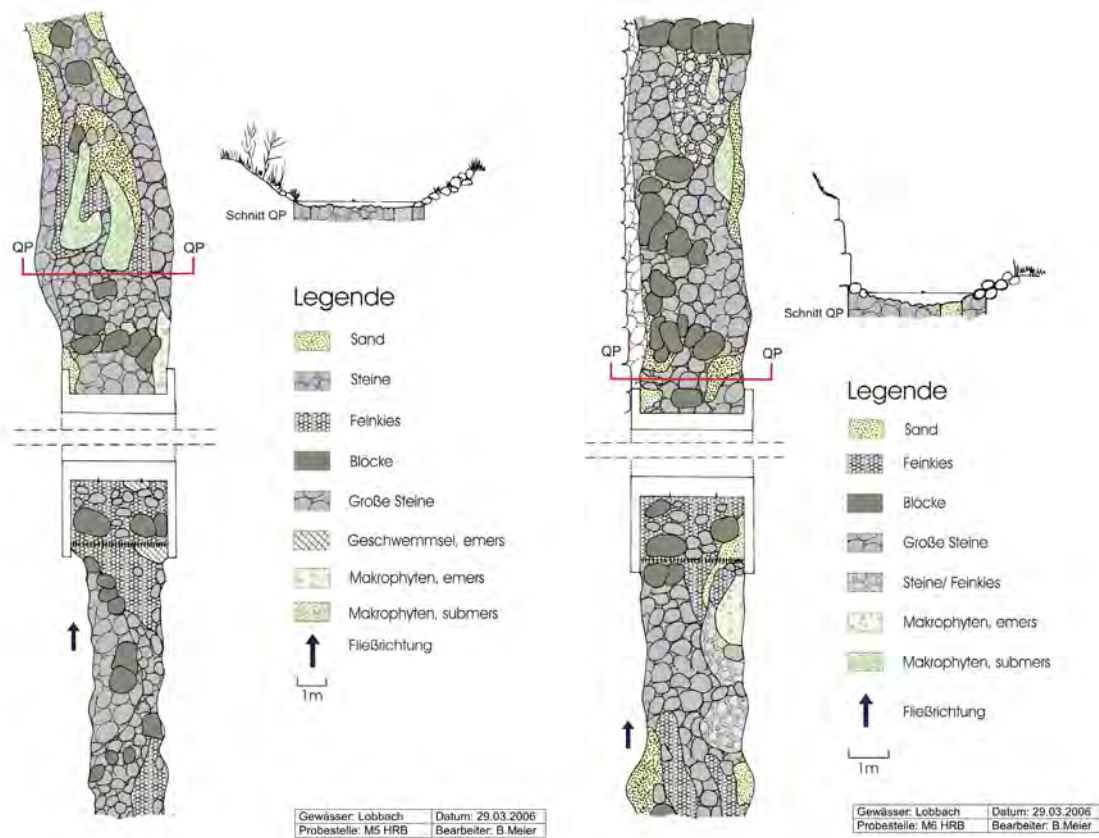 Schnitt QP
QP QP
Legende
Sand
Steine
Feinkies
Blöcke
Große Steine
Geschwemmsel, emers
Makrophyten, emers
Makrophyten, submers
Fließrichtung
1m
Gewässer: Lobbach Datum: 29.03.2006
Probestelle: M5 HRB Bearbeiter: B.Meier
Schnitt QP
QP QP
Legende
Sand
Feinkies
Blöcke
Große Steine
Steine/ Feinkies
Makrophyten, emers
Makrophyten, submers
Fließrichtung
1m
Gewässer: Lobbach Datum: 29.03.2006
Probestelle: M6 HRB Bearbeiter: B.Meier